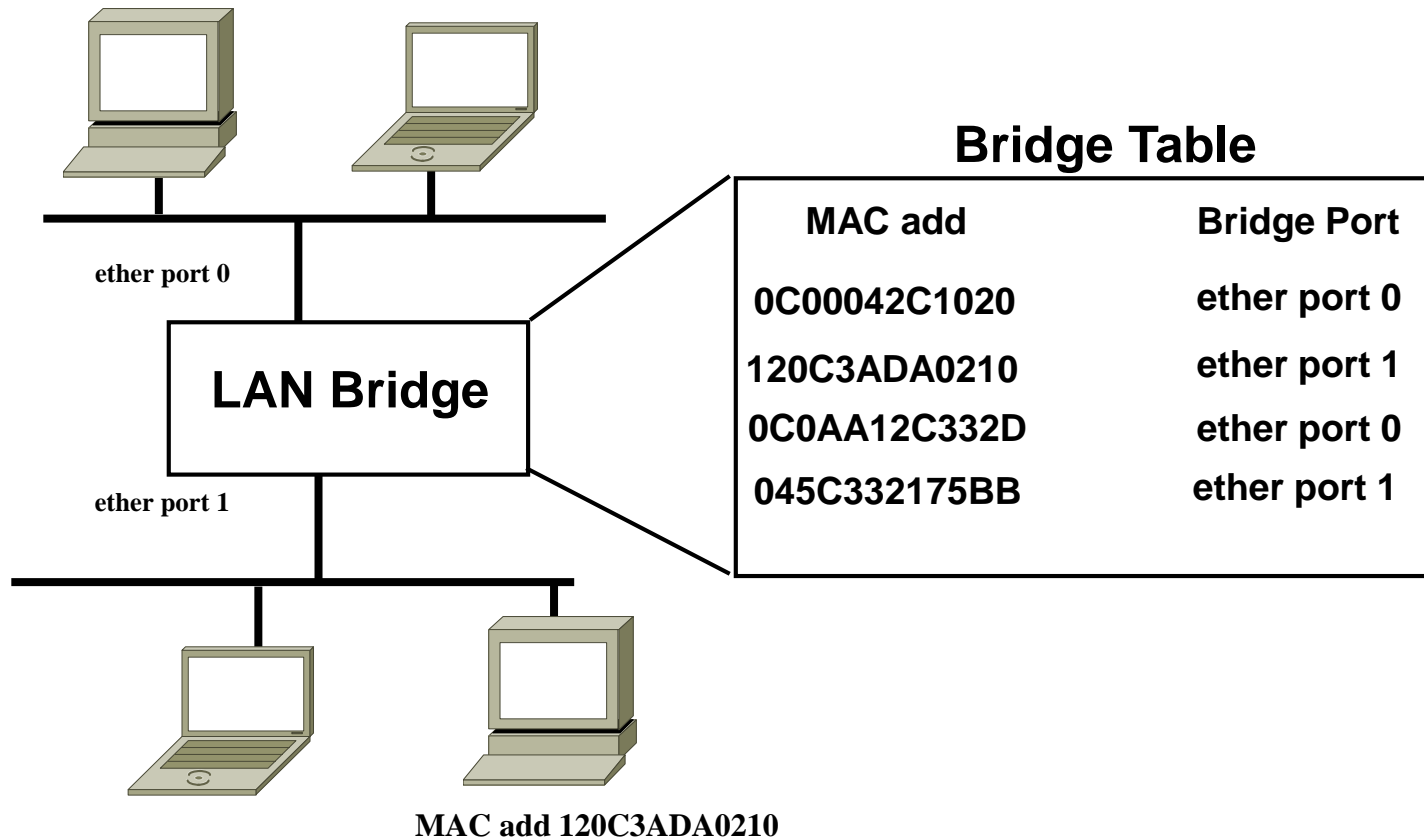 Bridge Table
MAC add Bridge Port
ether port 0
0C00042C1020 ether port 0
120C3ADA0210 ether port 1
LAN Bridge
0C0AA12C332D ether port 0
045C332175BB ether port 1
ether port 1
MAC add 120C3ADA0210